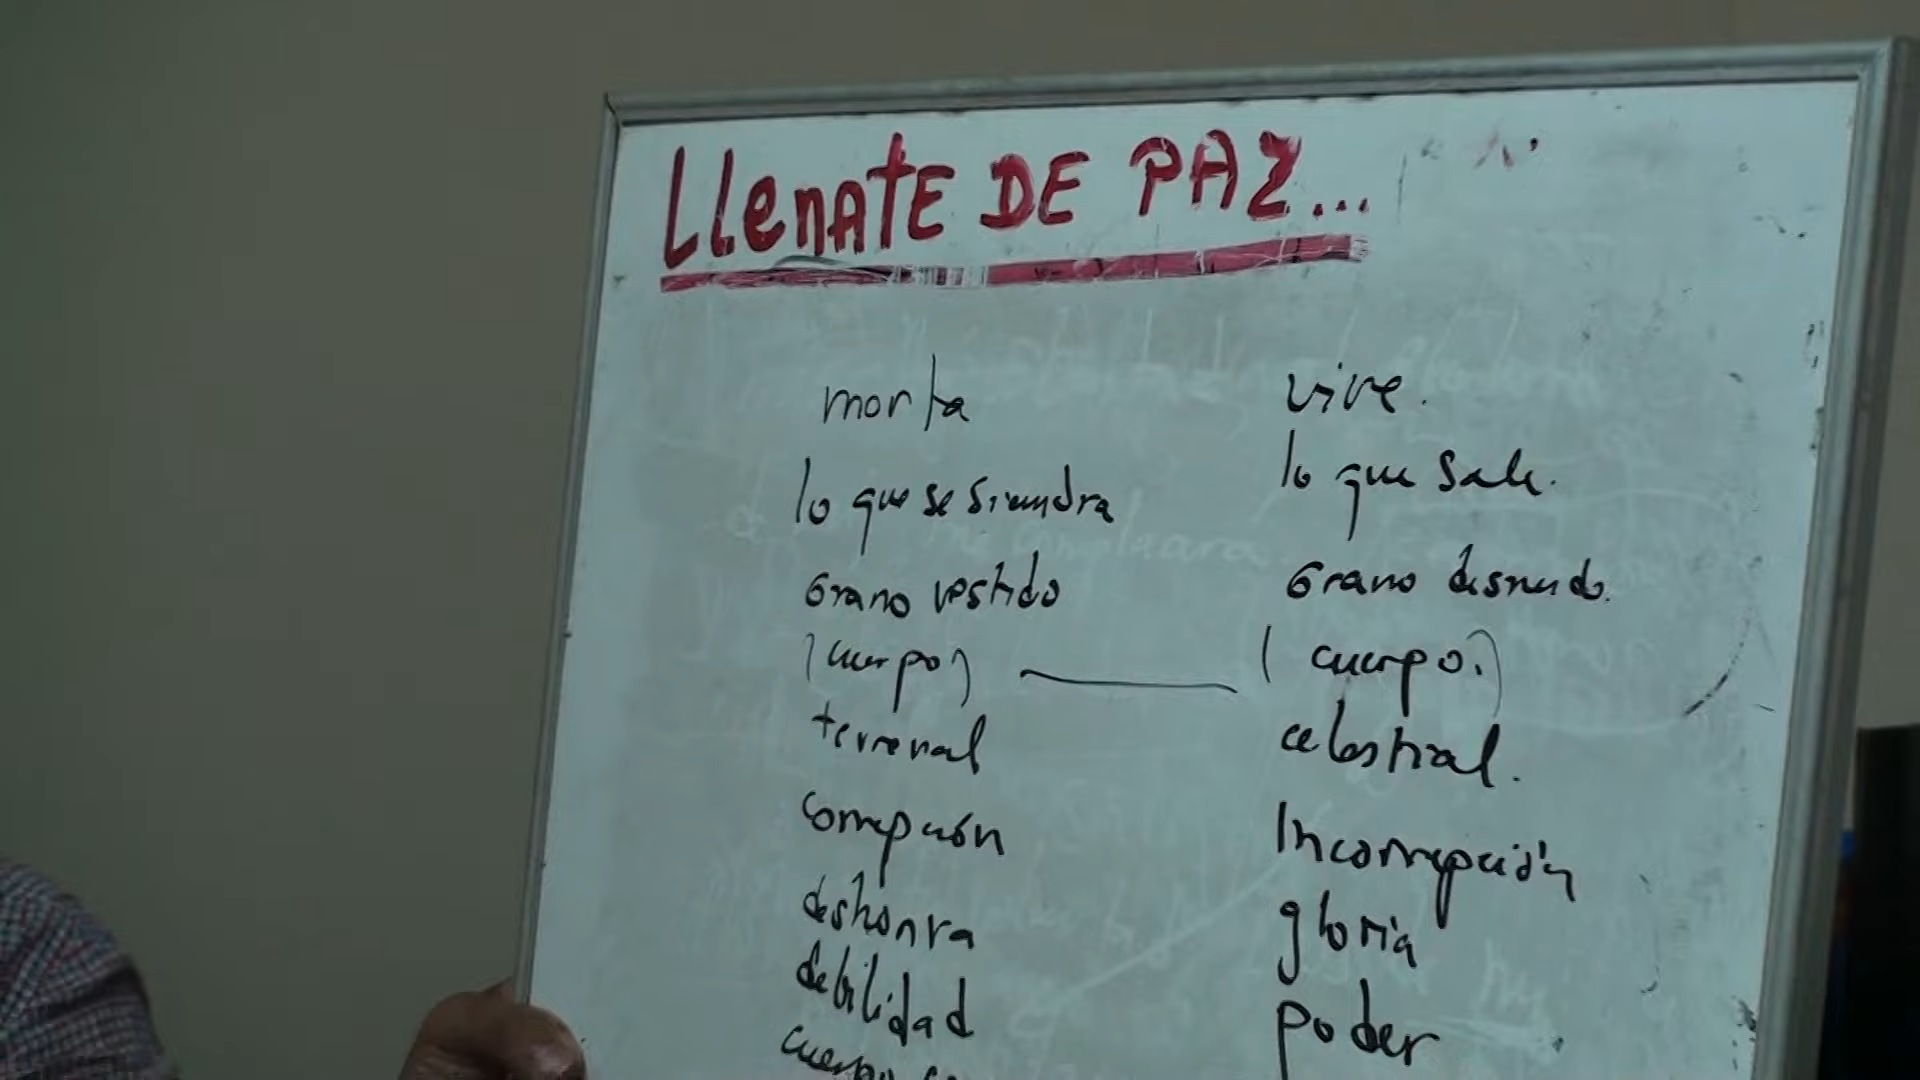 LLENATE DE PAZ...
morta vive.
lo que se siembra lo que sale.
Grano vestido Grano desnudo.
(cuerpo) — (cuerpo.)
terrenal celestial.
corrupción Incorrupción
deshonra gloria
debilidad poder
cuerpo